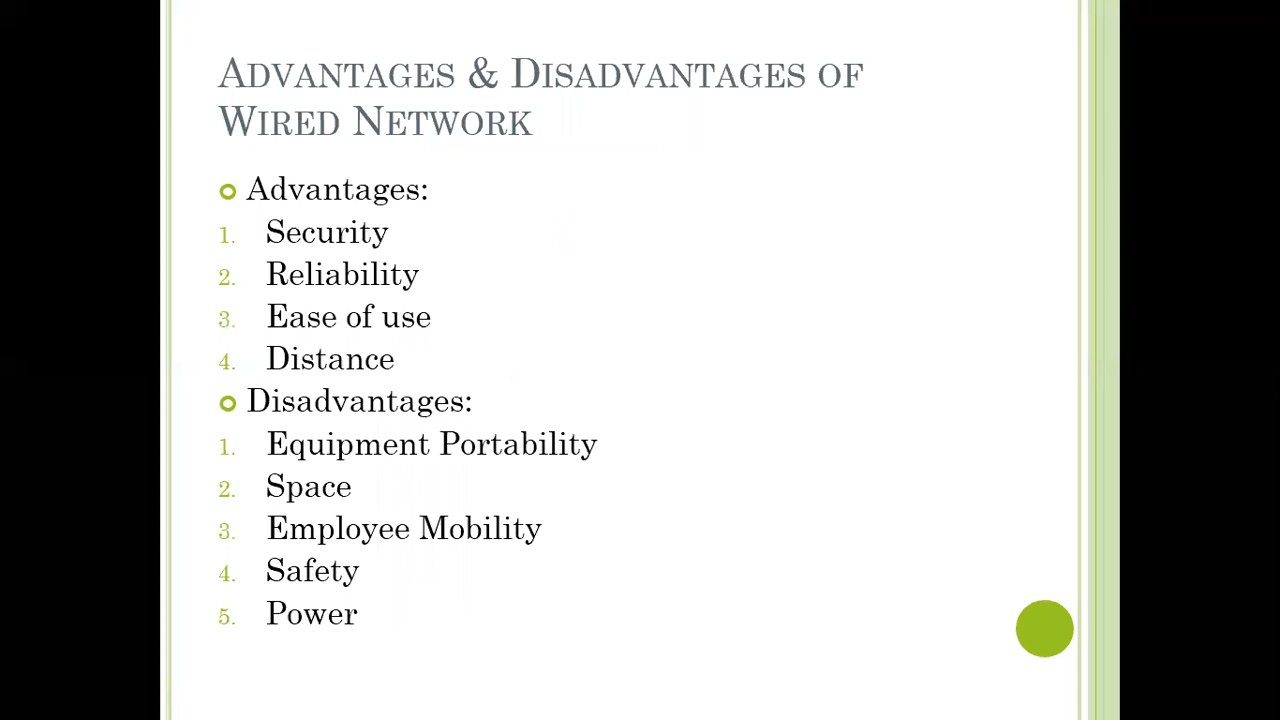 Advantages & Disadvantages of
Wired Network
Advantages:
1. Security
2. Reliability
3. Ease of use
4. Distance
Disadvantages:
1. Equipment Portability
2. Space
3. Employee Mobility
4. Safety
5. Power